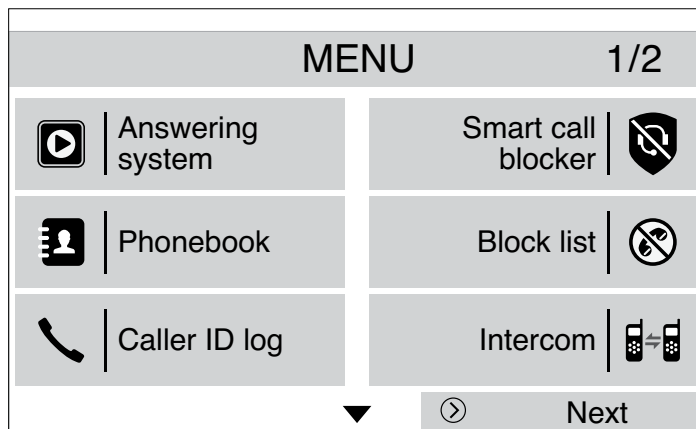 MENU 1/2
Answering
system
Smart call
blocker
Phonebook
Block list
Caller ID log
Intercom
Next